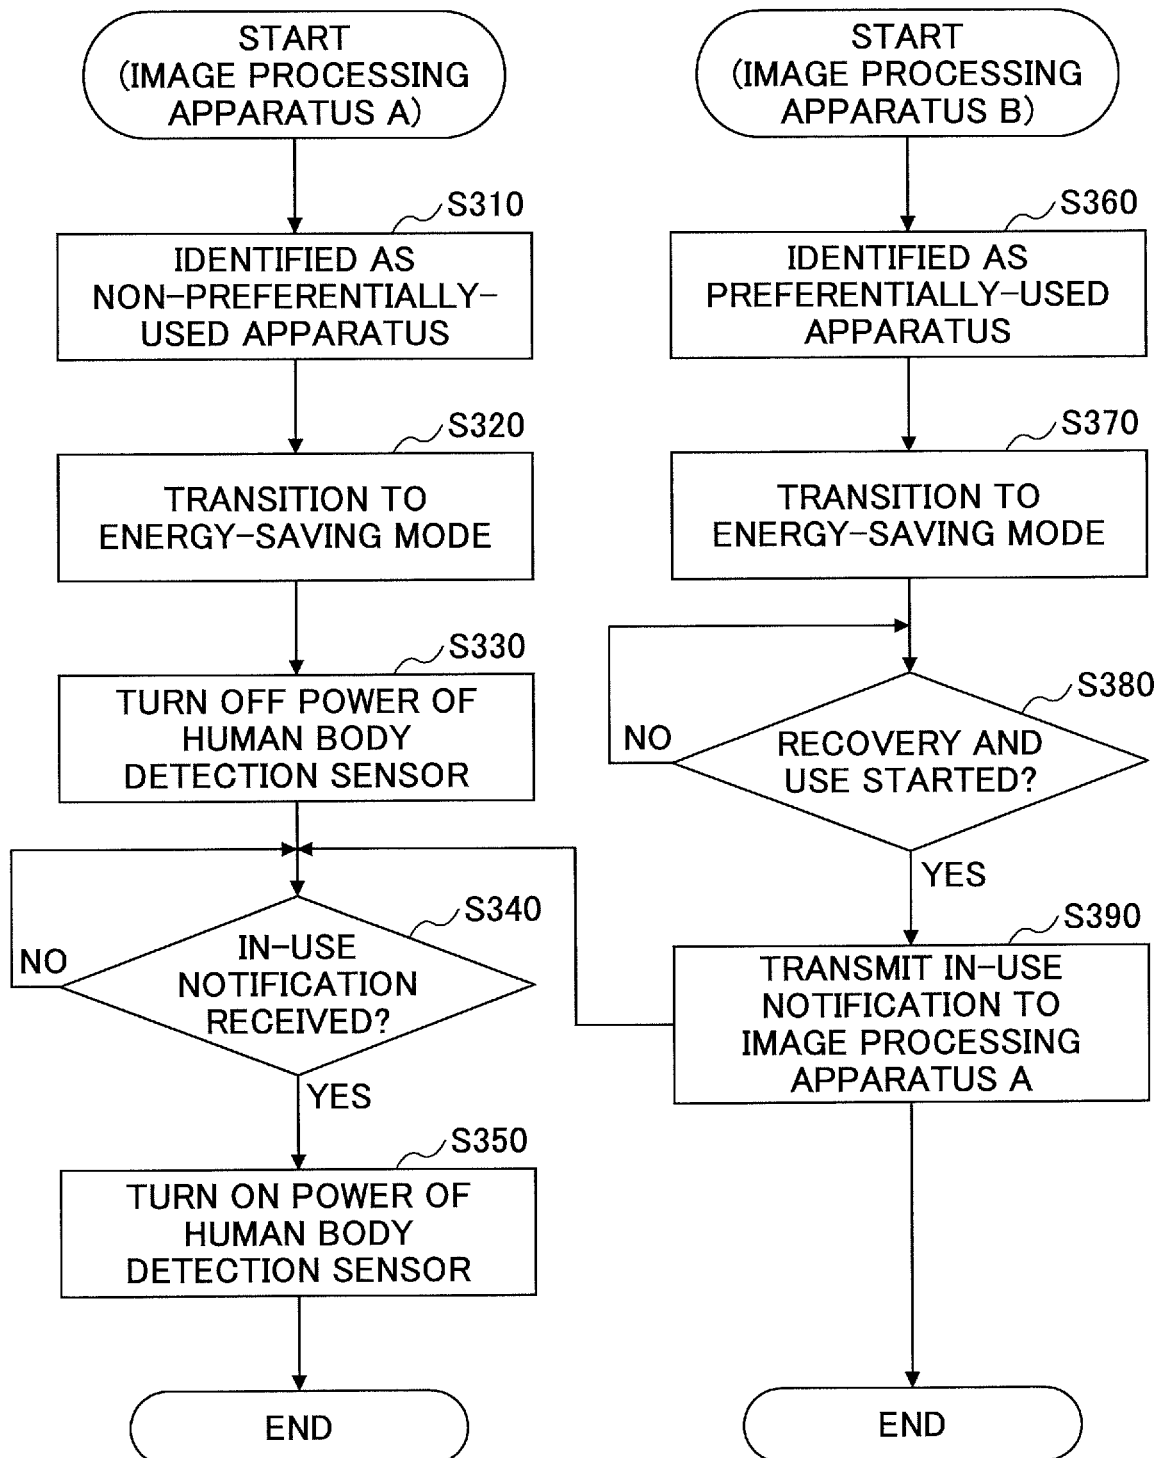 START
(IMAGE PROCESSING
APPARATUS A)
S310
IDENTIFIED AS
NON-PREFERENTIALLY-
USED APPARATUS
S320
TRANSITION TO
ENERGY-SAVING MODE
S330
TURN OFF POWER OF
HUMAN BODY
DETECTION SENSOR
S340
IN-USE
NOTIFICATION
RECEIVED?
NO
YES
S350
TURN ON POWER OF
HUMAN BODY
DETECTION SENSOR
END
START
(IMAGE PROCESSING
APPARATUS B)
S360
IDENTIFIED AS
PREFERENTIALLY-USED
APPARATUS
S370
TRANSITION TO
ENERGY-SAVING MODE
S380
RECOVERY AND
USE STARTED?
NO
YES
S390
TRANSMIT IN-USE
NOTIFICATION TO
IMAGE PROCESSING
APPARATUS A
END